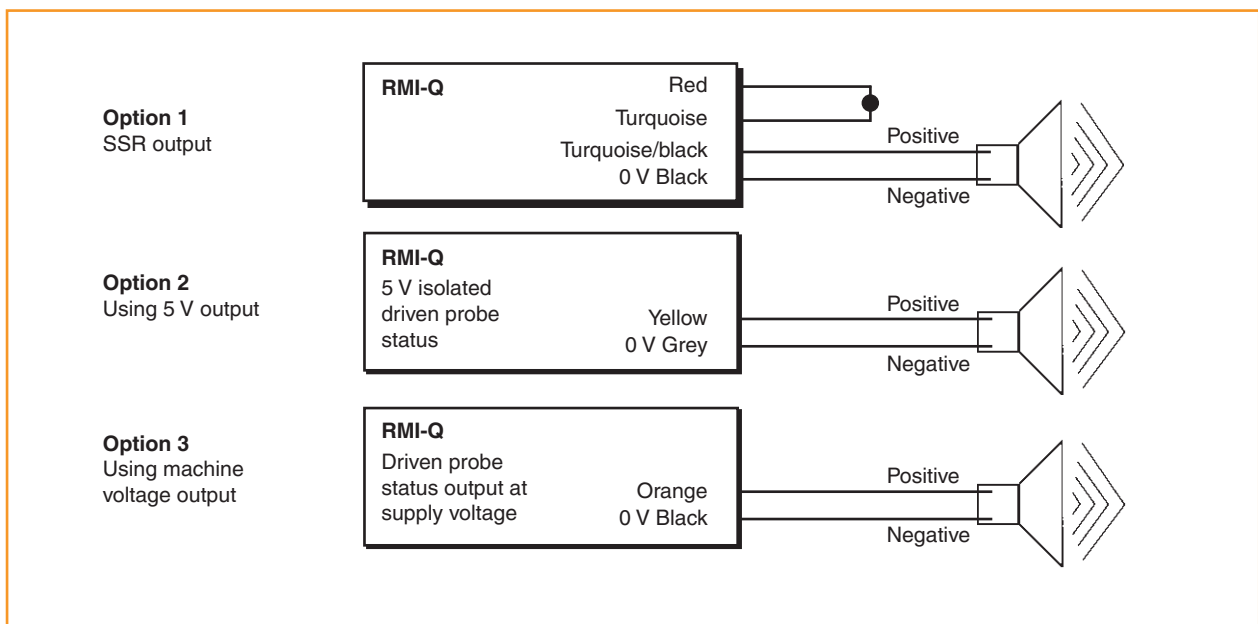 Option 1
SSR output
RMI-Q
Red
Turquoise
Turquoise/black
0 V Black
Positive
Negative
Option 2
Using 5 V output
RMI-Q
5 V isolated
driven probe
status
Yellow
0 V Grey
Positive
Negative
Option 3
Using machine
voltage output
RMI-Q
Driven probe
status output at
supply voltage
Orange
0 V Black
Positive
Negative